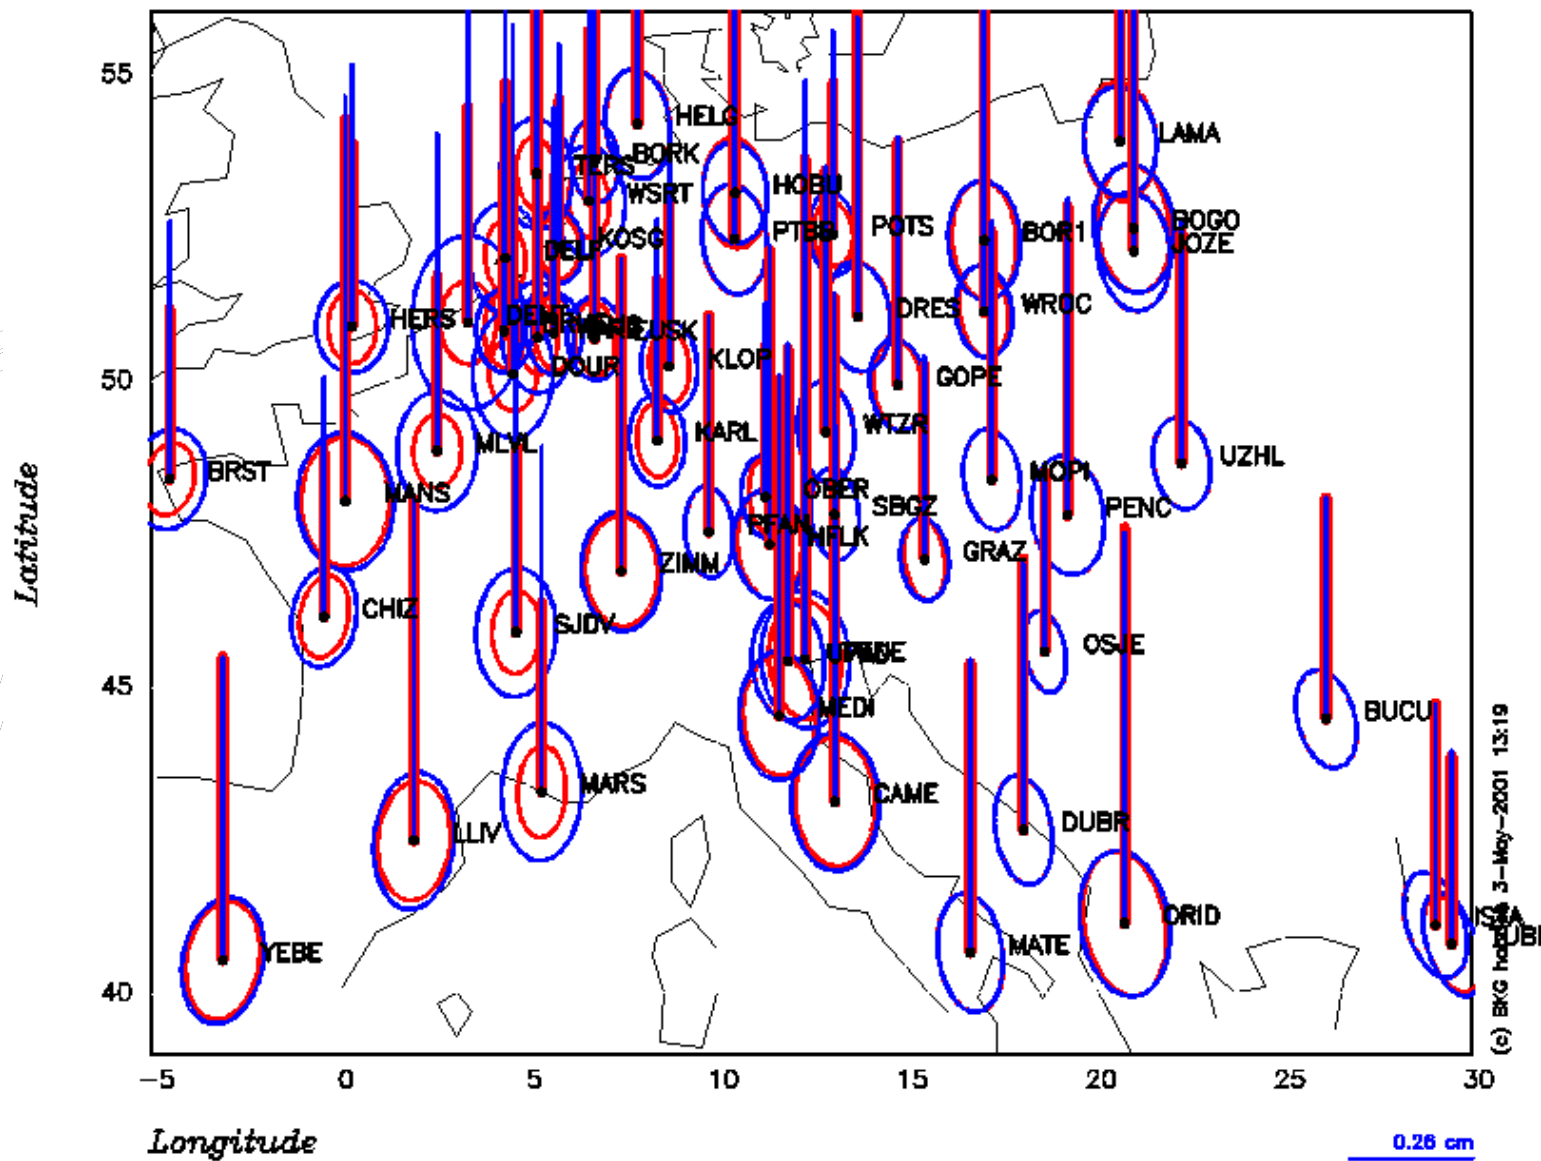 55
HELG
LAMA
BORK
TERS
WSRT
HOBU
KOSG
PTBB
POTS
BOR1
BOGO
JOZE
DELF
HERS
DENT
EUSK
DRES
WROC
50
DOUR
KLOP
GOPE
KARL
WTZR
MLVL
BRST
MANS
OBER
SBGZ
MOPI
PENC
UZHL
PFAN
HFLK
GRAZ
ZIMM
CHIZ
SJDV
OSJE
45
MEDI
BUCU
MARS
CAME
LLIV
DUBR
ORID
ISTA
YEBE
MATE
40
Latitude
-5 0 5 10 15 20 25 30
Longitude
0.26 cm
3-May-2001 13:19
(c) BKG